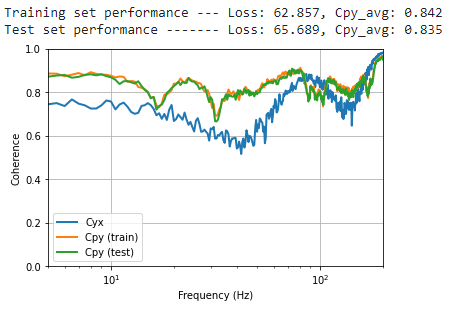 Training set performance --- Loss: 62.857, Cpy_avg: 0.842
Test set performance ------- Loss: 65.689, Cpy_avg: 0.835
1.0
0.8
0.6
0.4
0.2
0.0
Coherence
Cyx
Cpy (train)
Cpy (test)
10¹
10²
Frequency (Hz)